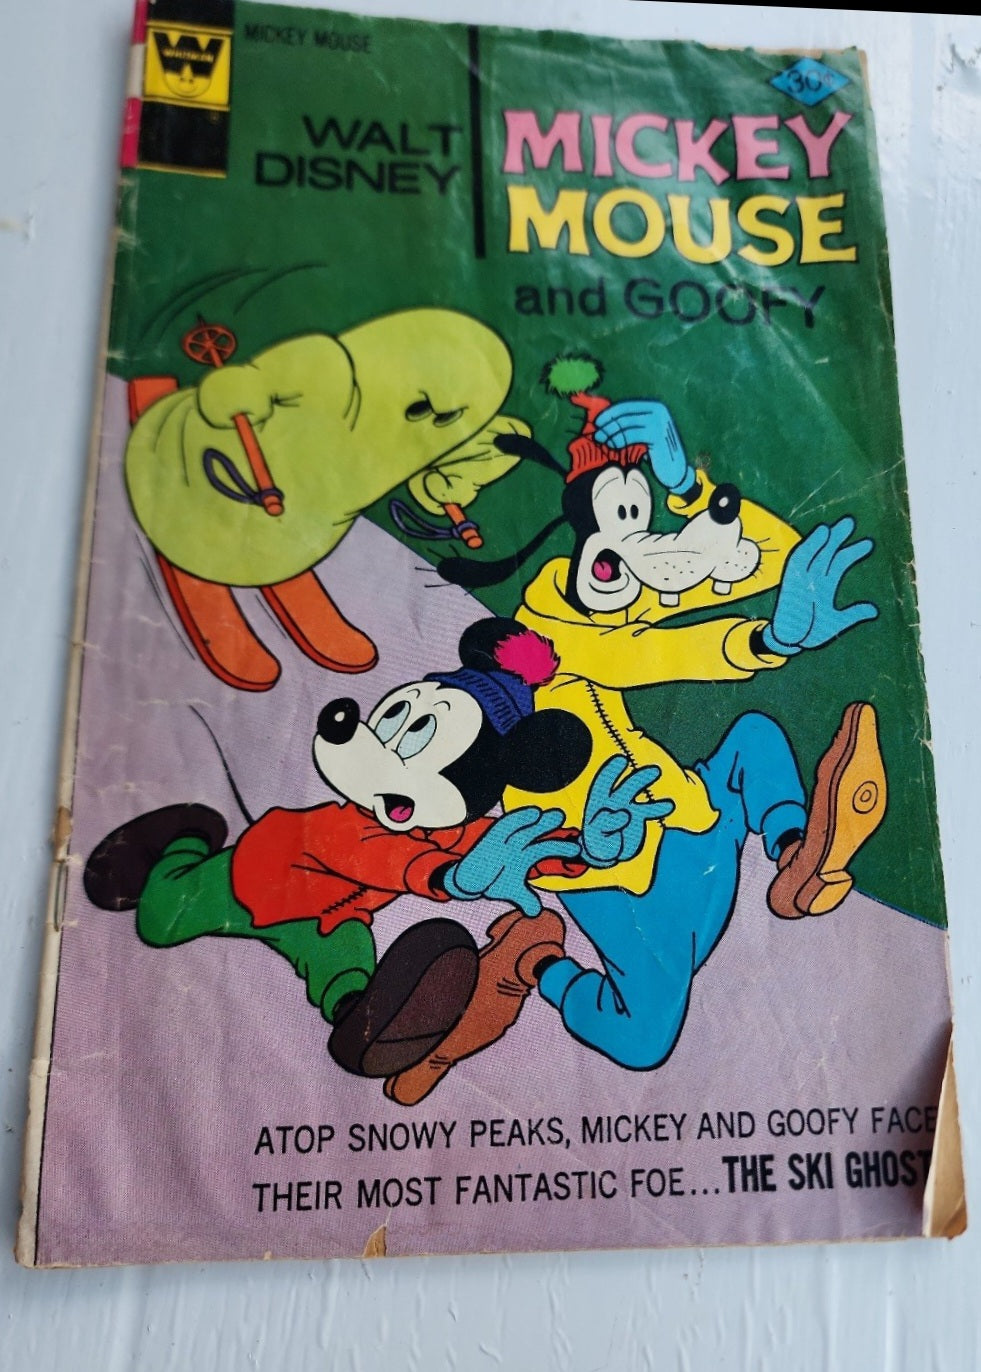 WHITMAN
MICKEY MOUSE
30¢
WALT
DISNEY
MICKEY
MOUSE
and GOOFY
ATOP SNOWY PEAKS, MICKEY AND GOOFY FACE
THEIR MOST FANTASTIC FOE...THE SKI GHOST